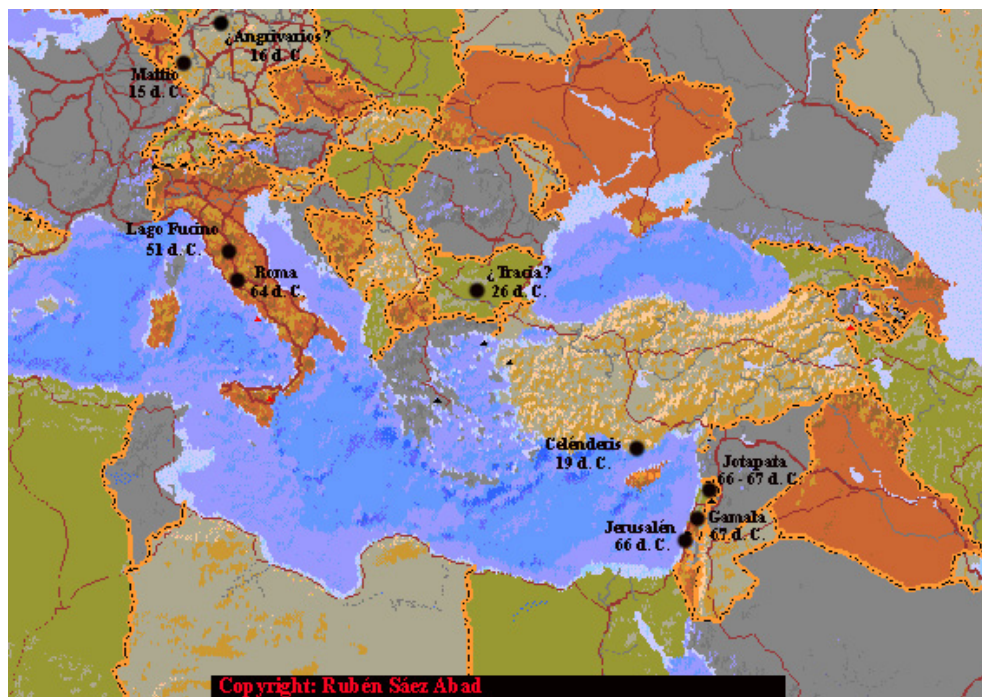 ¿Angrivarios?
16 d. C.
Mattio
15 d. C.
Lago Fucino
51 d. C.
Roma
64 d. C.
¿Tracia?
26 d. C.
Celénderis
19 d. C.
Jotapata
66 - 67 d. C.
Gamala
67 d. C.
Jerusalén
66 d. C.
Copyright: Rubén Sáez Abad